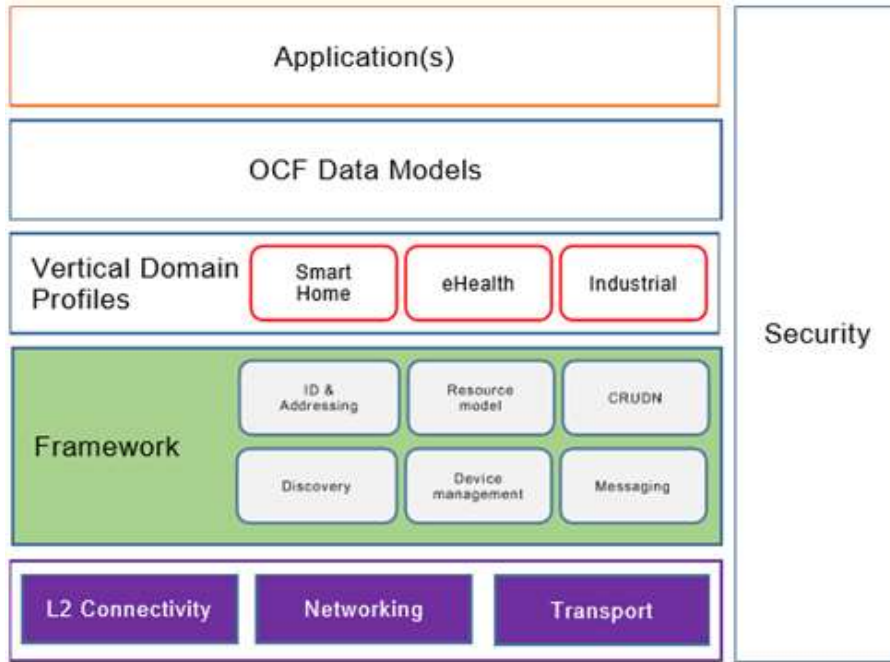 Application(s)
OCF Data Models
Vertical Domain
Profiles
Smart
Home
eHealth
Industrial
Security
Framework
ID &
Addressing
Resource
model
CRUDN
Discovery
Device
management
Messaging
L2 Connectivity
Networking
Transport